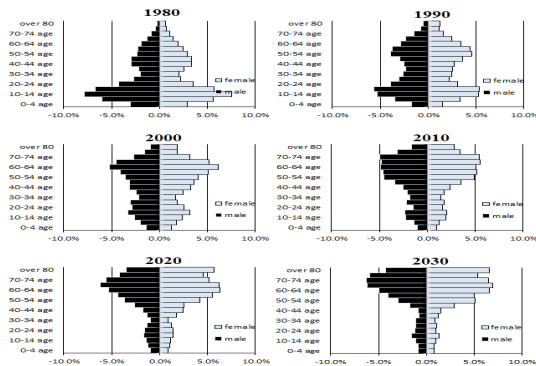 1980
over 80
70-74 age
60-64 age
50-54 age
40-44 age
30-34 age
20-24 age
10-14 age
0-4 age
female
male
-10.0% -5.0% 0.0% 5.0% 10.0%
1990
over 80
70-74 age
60-64 age
50-54 age
40-44 age
30-34 age
20-24 age
10-14 age
0-4 age
female
male
-10.0% -5.0% 0.0% 5.0% 10.0%
2000
over 80
70-74 age
60-64 age
50-54 age
40-44 age
30-34 age
20-24 age
10-14 age
0-4 age
female
male
-10.0% -5.0% 0.0% 5.0% 10.0%
2010
over 80
70-74 age
60-64 age
50-54 age
40-44 age
30-34 age
20-24 age
10-14 age
0-4 age
female
male
-10.0% -5.0% 0.0% 5.0% 10.0%
2020
over 80
70-74 age
60-64 age
50-54 age
40-44 age
30-34 age
20-24 age
10-14 age
0-4 age
female
male
-10.0% -5.0% 0.0% 5.0% 10.0%
2030
over 80
70-74 age
60-64 age
50-54 age
40-44 age
30-34 age
20-24 age
10-14 age
0-4 age
female
male
-10.0% -5.0% 0.0% 5.0% 10.0%